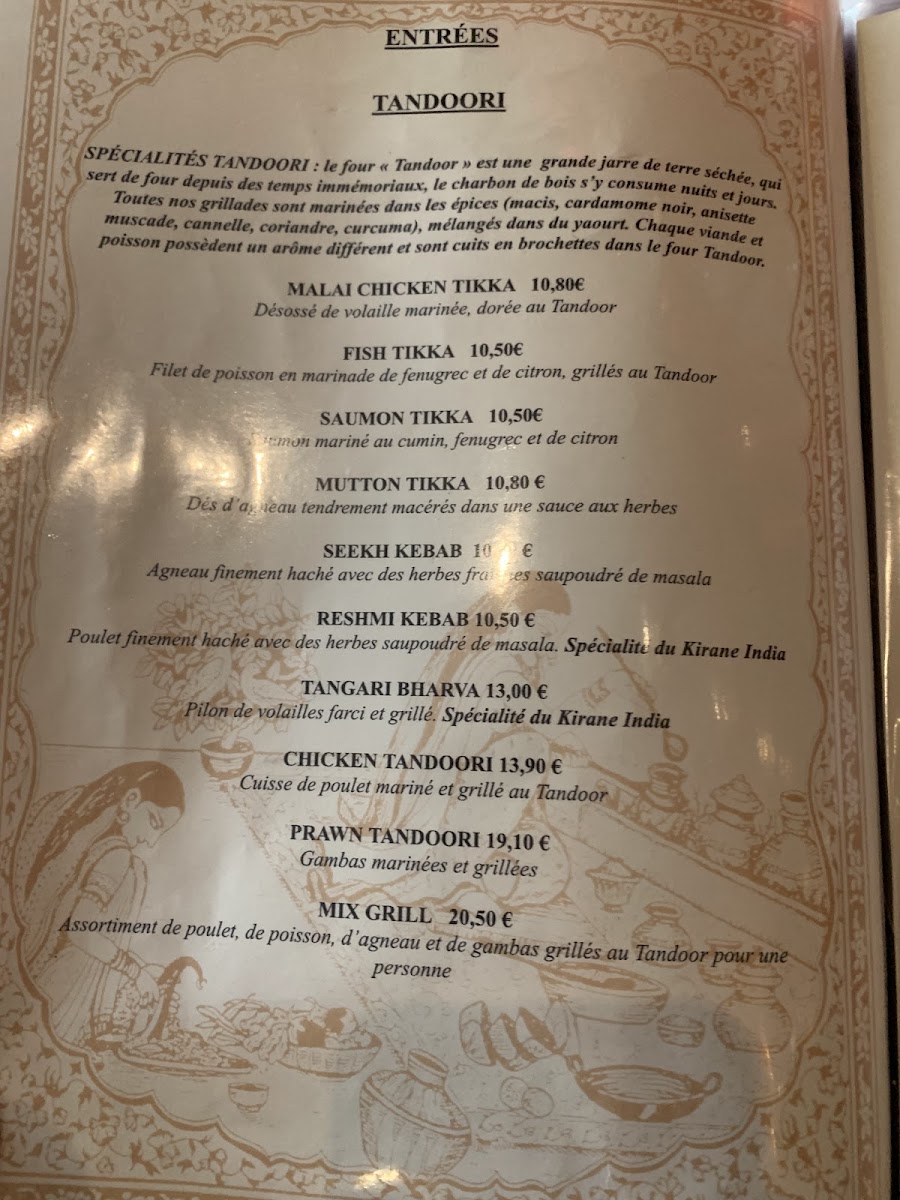 ENTRÉES
TANDOORI
SPÉCIALITÉS TANDOORI : le four « Tandoor » est une grande jarre de terre séchée, qui
sert de four depuis des temps immémoriaux, le charbon de bois s'y consume nuits et jours.
Toutes nos grillades sont marinées dans les épices (macis, cardamome noir, anisette
muscade, cannelle, coriandre, curcuma), mélangés dans du yaourt. Chaque viande et
poisson possèdent un arôme différent et sont cuits en brochettes dans le four Tandoor.
MALAI CHICKEN TIKKA 10,80€
Désossé de volaille marinée, dorée au Tandoor
FISH TIKKA 10,50€
Filet de poisson en marinade de fenugrec et de citron, grillés au Tandoor
SAUMON TIKKA 10,50€
mariné au cumin, fenugrec et de citron
MUTTON TIKKA 10,80 €
Dés d'agneau tendrement macérés dans une sauce aux herbes
SEEKH KEBAB €
Agneau finement haché avec des herbes fraîches saupoudré de masala
RESHMI KEBAB 10,50 €
Poulet finement haché avec des herbes saupoudré de masala. Spécialité du Kirane India
TANGARI BHARVA 13,00 €
Pilon de volailles farci et grillé. Spécialité du Kirane India
CHICKEN TANDOORI 13,90 €
Cuisse de poulet mariné et grillé au Tandoor
PRAWN TANDOORI 19,10 €
Gambas marinées et grillées
MIX GRILL 20,50 €
Assortiment de poulet, de poisson, d'agneau et de gambas grillés au Tandoor pour une
personne